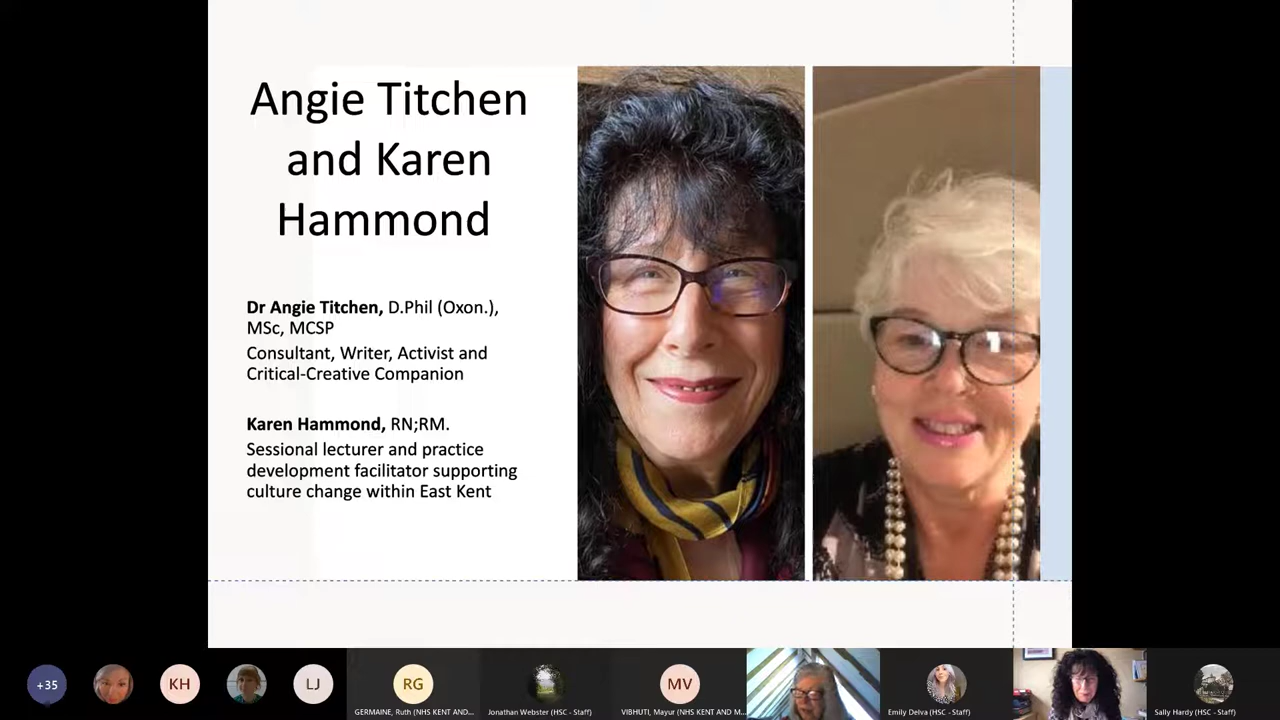 Angie Titchen
and Karen
Hammond
Dr Angie Titchen, D.Phil (Oxon.),
MSc, MCSP
Consultant, Writer, Activist and
Critical-Creative Companion
Karen Hammond, RN;RM.
Sessional lecturer and practice
development facilitator supporting
culture change within East Kent
+35
KH
LJ
RG
MV
GERMAINE, Ruth (NHS KENT AND...
Jonathan Webster (HSC - Staff)
VIBHUTI, Mayur (NHS KENT AND M...
Emily Delva (HSC - Staff)
Sally Hardy (HSC - Staff)